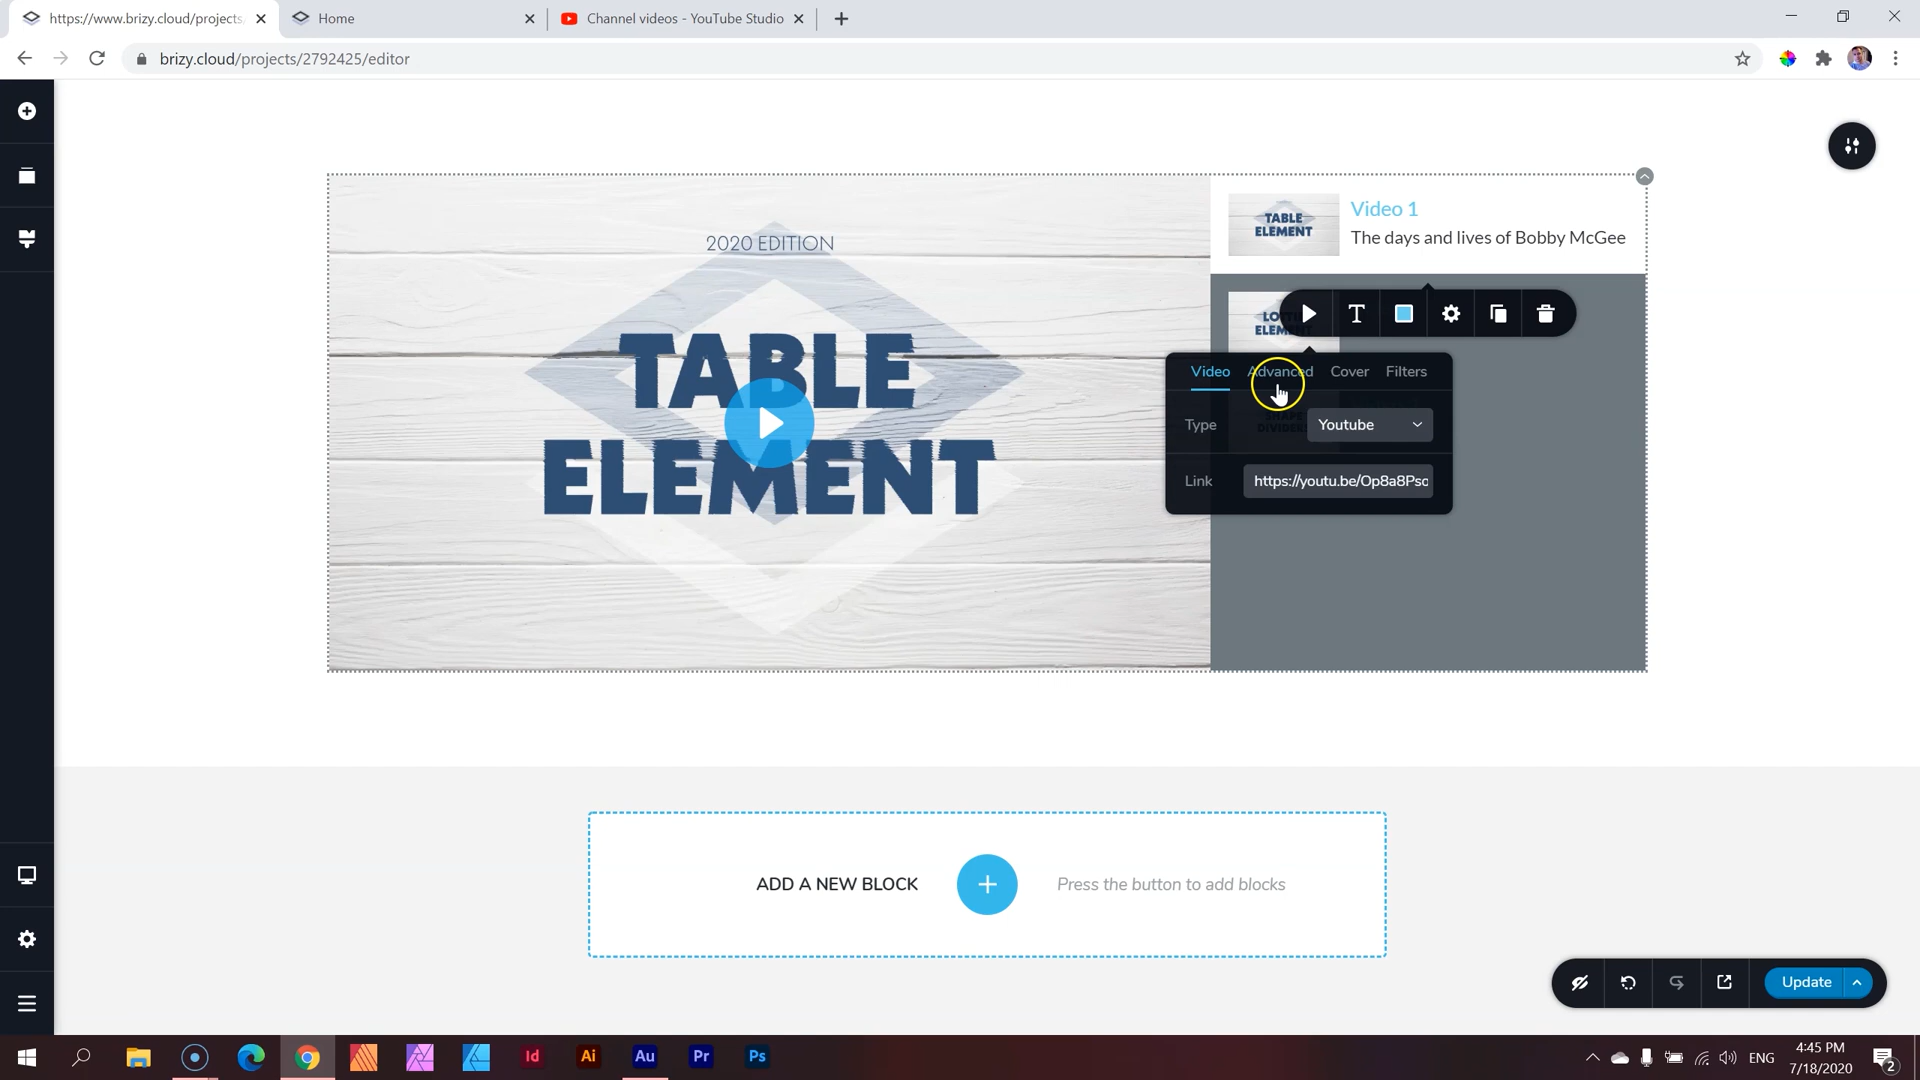 https://www.brizy.cloud/projects
Home
Channel videos - YouTube Studio
brizy.cloud/projects/2792425/editor
2020 EDITION
TABLE
ELEMENT
TABLE
ELEMENT
Video 1
The days and lives of Bobby McGee
ELEMENT
Video
Advanced
Cover
Filters
Type
Youtube
Link
https://youtu.be/Op8a8Pso
ADD A NEW BLOCK
Press the button to add blocks
Update
Id
Ai
Au
Pr
Ps
ENG
4:45 PM
7/18/2020
2